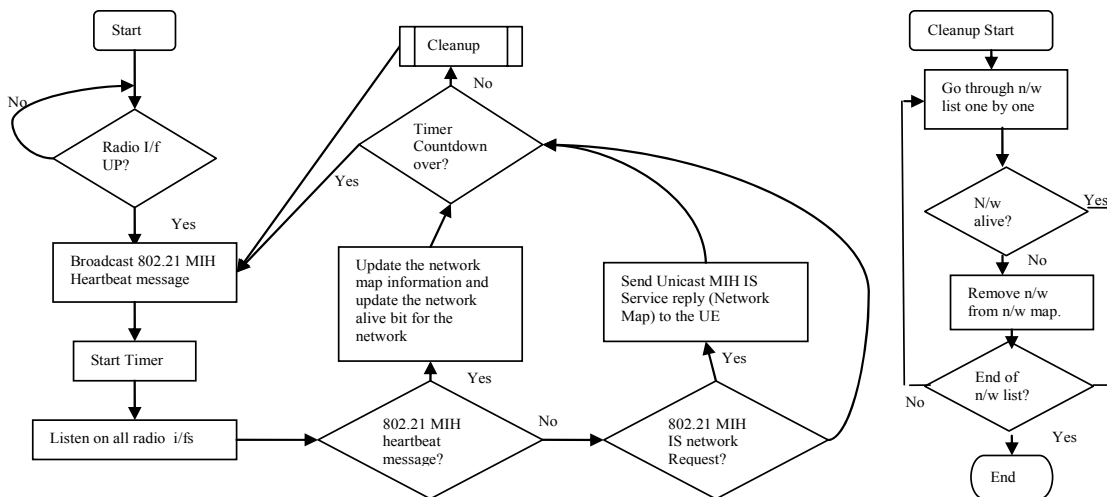 Start
No
Radio I/f
UP?
Yes
Broadcast 802.21 MIH
Heartbeat message
Start Timer
Listen on all radio i/fs
Cleanup
No
Timer
Countdown
over?
Yes
Update the network
map information and
update the network
alive bit for the
network
Yes
802.21 MIH
heartbeat
message?
No
Send Unicast MIH IS
Service reply (Network
Map) to the UE
Yes
802.21 MIH
IS network
Request?
Cleanup Start
Go through n/w
list one by one
N/w
alive?
Yes
No
Remove n/w
from n/w map.
End of
n/w list?
No
Yes
End